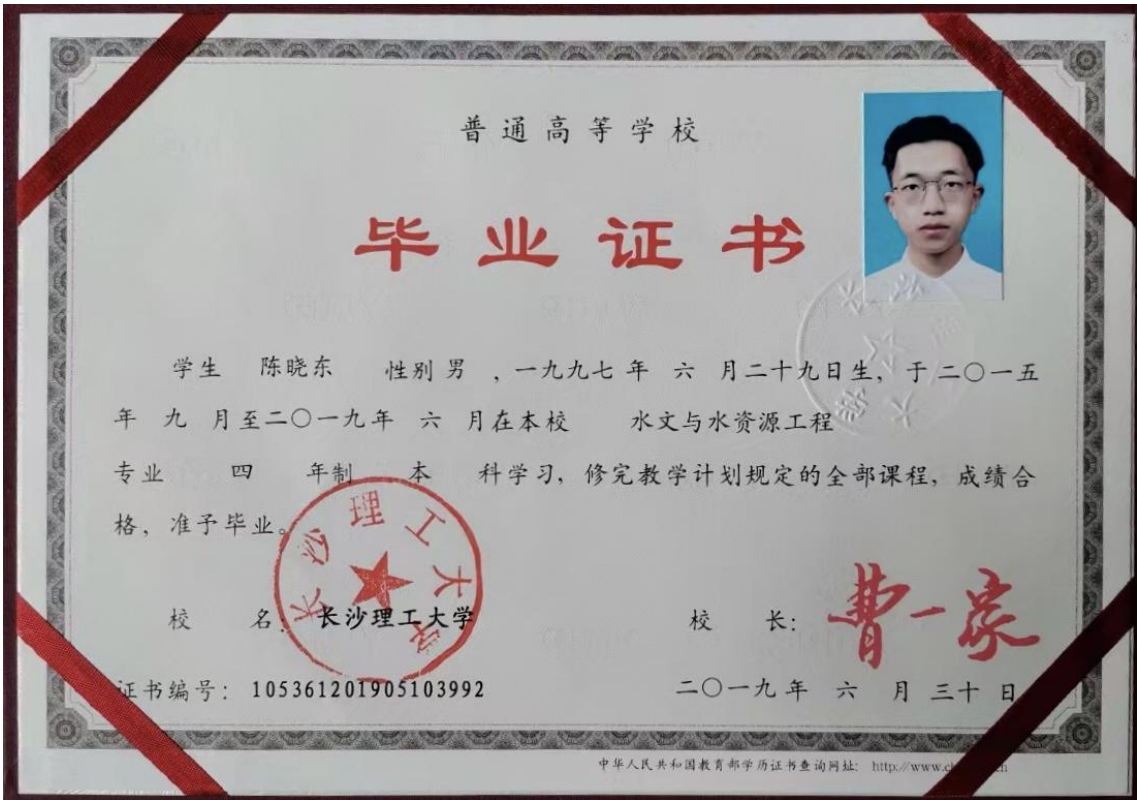 普通高等学校
毕业证书
学生 陈晓东 性别 男 ，一九九七年 六 月二十九日生，于二〇一五
年 九 月至二〇一九年 六 月在本校 水文与水资源工程
专业 四 年制 本 科学习，修完教学计划规定的全部课程，成绩合
格，准予毕业。
长沙理工大学
校 名：长沙理工大学 校 长：曹一家
证书编号：105361201905103992 二〇一九年 六 月 三十 日
中华人民共和国教育部学历证书查询网址：